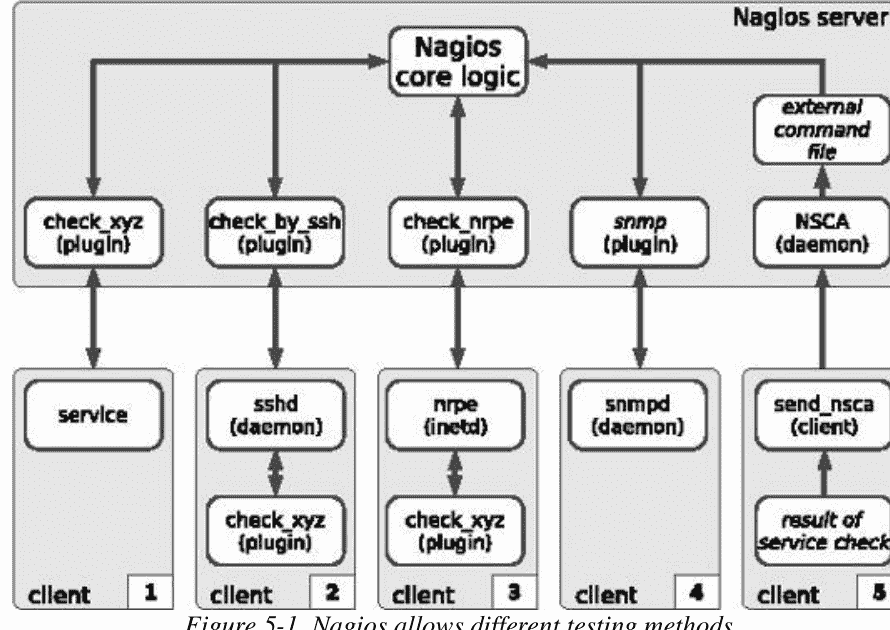 Nagios server
Nagios
core logic
external
command
file
check_xyz
(plugin)
check_by_ssh
(plugin)
check_nrpe
(plugin)
snmp
(plugin)
NSCA
(daemon)
service
sshd
(daemon)
nrpe
(inetd)
snmpd
(daemon)
send_nsca
(client)
check_xyz
(plugin)
check_xyz
(plugin)
result of
service check
client 1
client 2
client 3
client 4
client 5
Figure 5-1. Nagios allows different testing methods